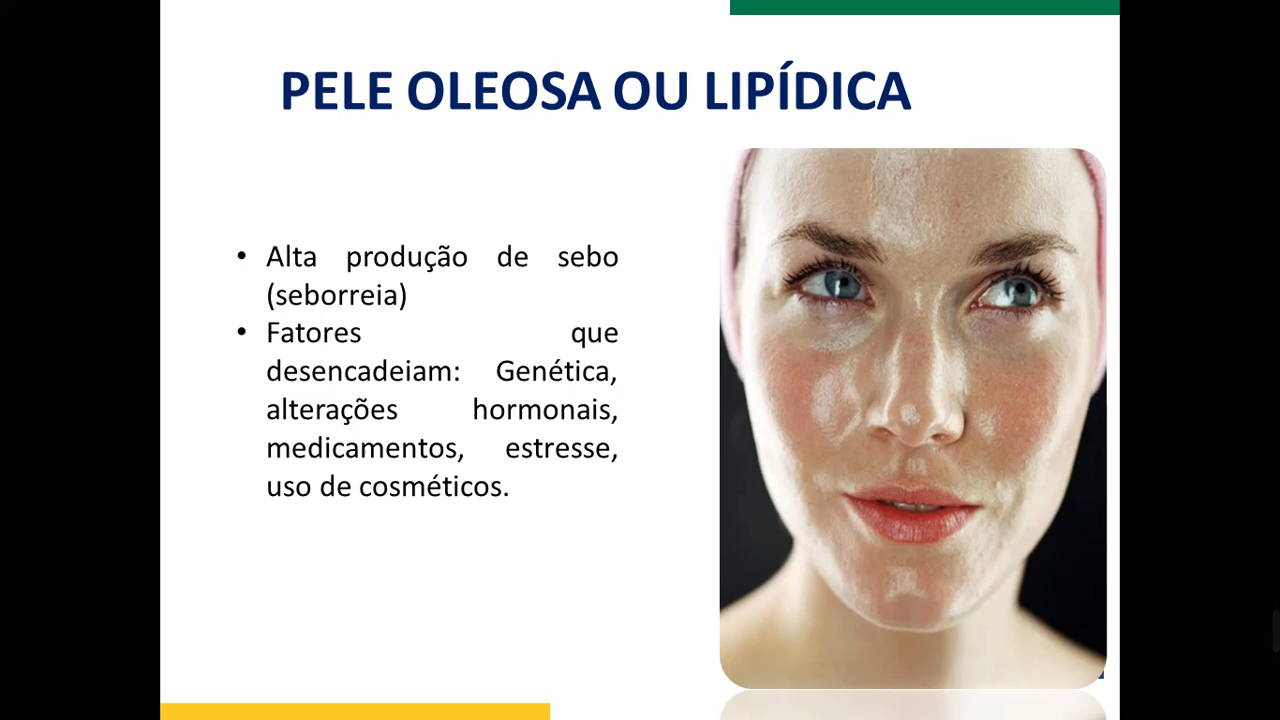 PELE OLEOSA OU LIPÍDICA
• Alta produção de sebo
(seborreia)
• Fatores que
desencadeiam: Genética,
alterações hormonais,
medicamentos, estresse,
uso de cosméticos.